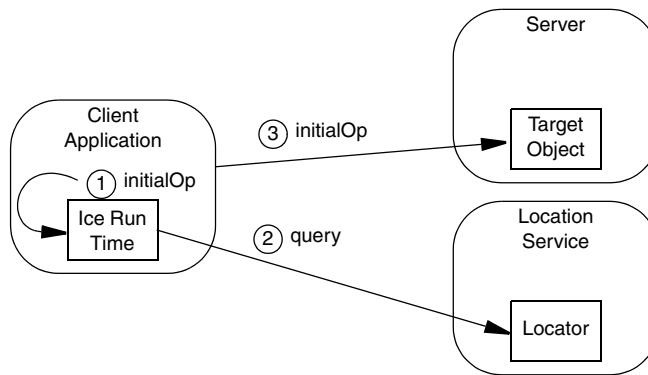 Server
Client
Application
3 initialOp
Target
Object
1 initialOp
Ice Run
Time
2 query
Location
Service
Locator